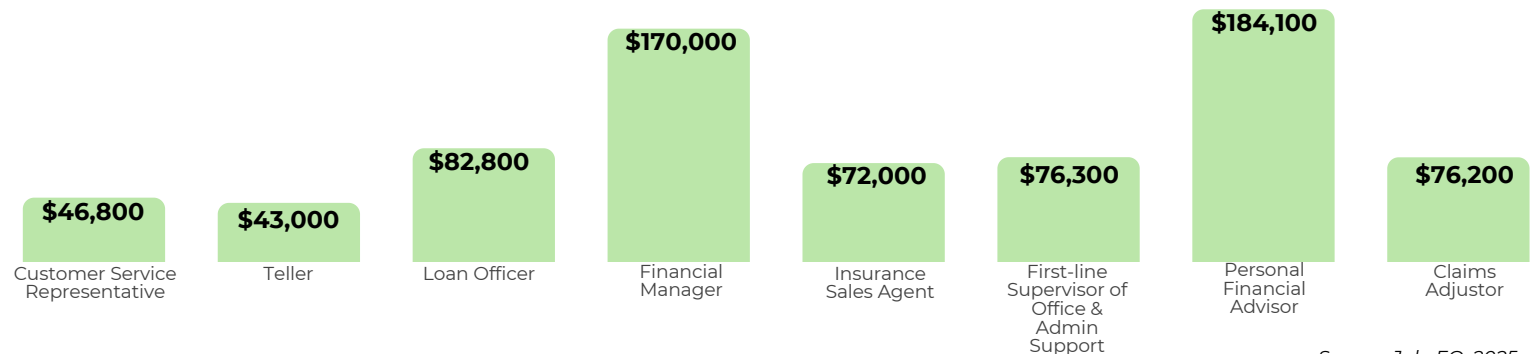 $46,800
$43,000
$82,800
$170,000
$72,000
$76,300
$184,100
$76,200
Customer Service
Representative
Teller
Loan Officer
Financial
Manager
Insurance
Sales Agent
First-line
Supervisor of
Office &
Admin
Support
Personal
Financial
Advisor
Claims
Adjustor